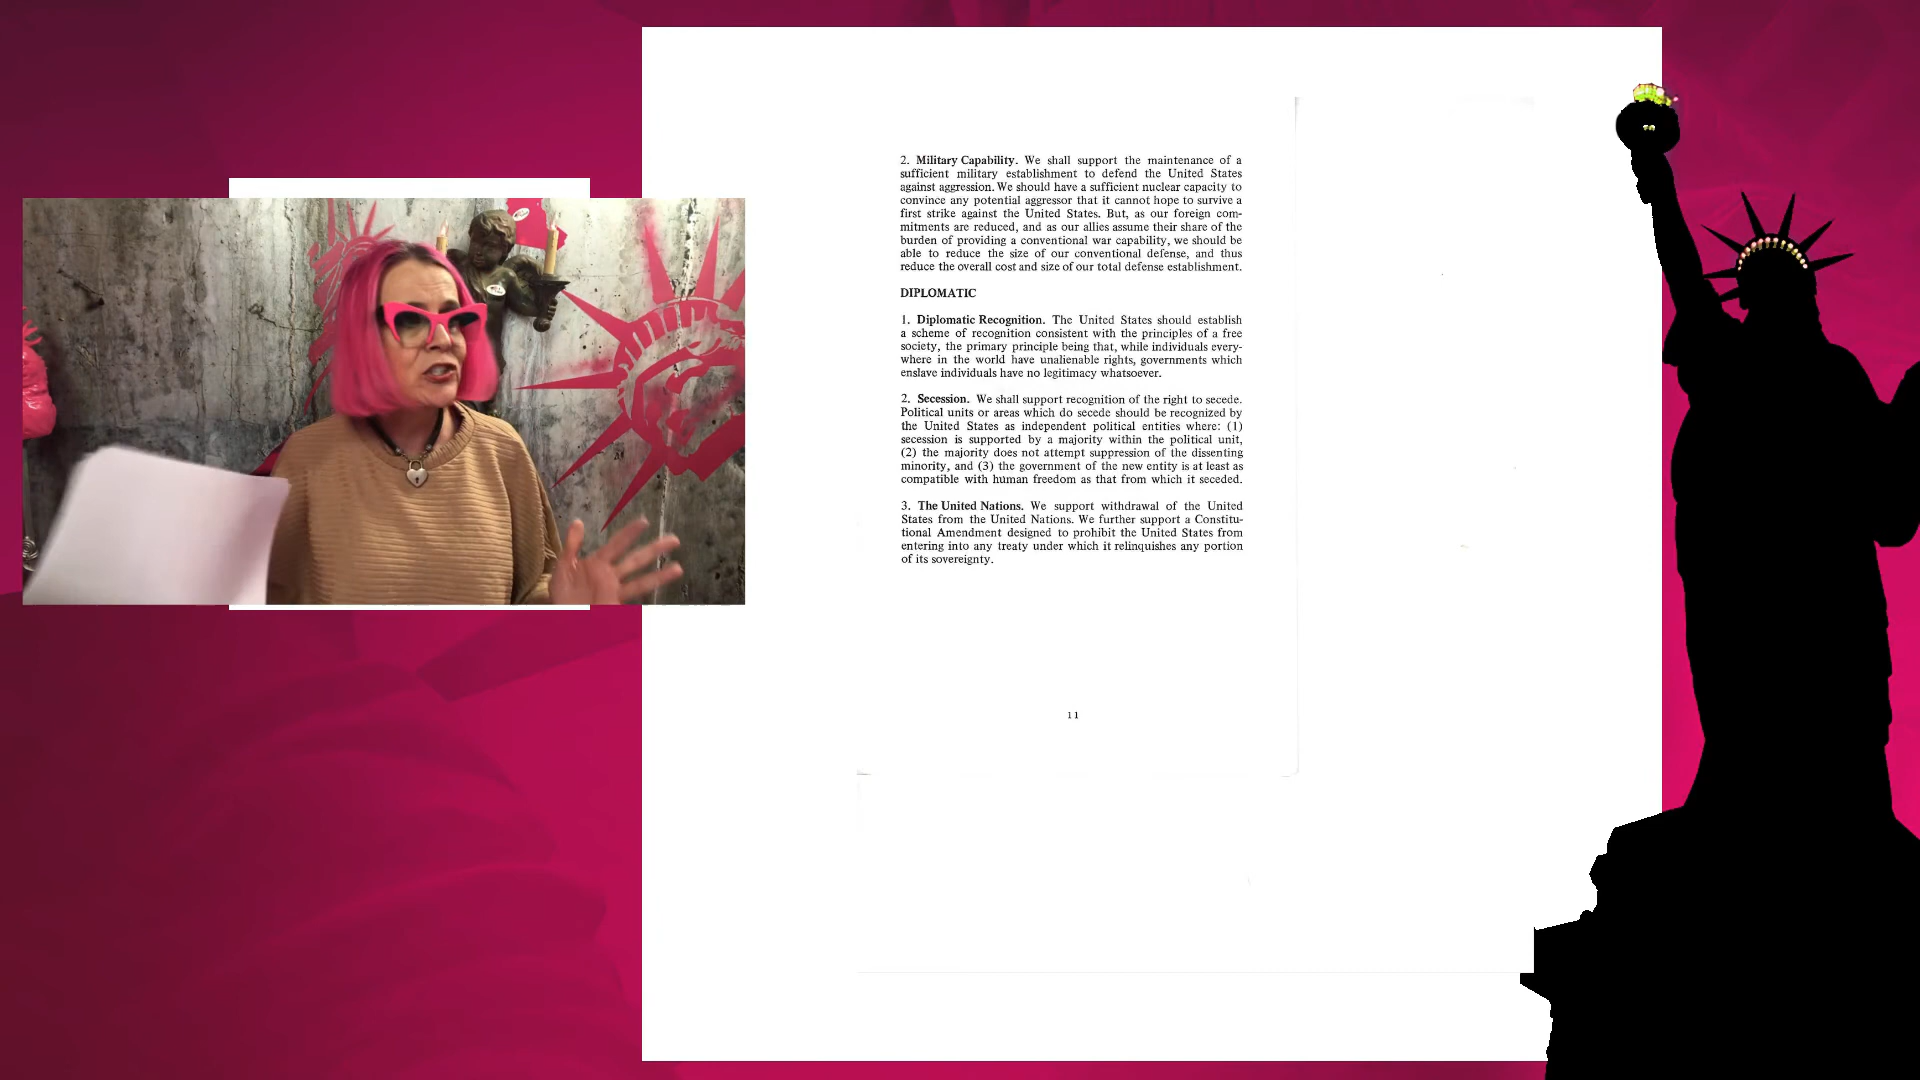 2. Military Capability. We shall support the maintenance of a
sufficient military establishment to defend the United States
against aggression. We should have a sufficient nuclear capacity to
convince any potential aggressor that it cannot hope to survive a
first strike against the United States. But, as our foreign com-
mitments are reduced, and as our allies assume their share of the
burden of providing a conventional war capability, we should be
able to reduce the size of our conventional defense, and thus
reduce the overall cost and size of our total defense establishment.
DIPLOMATIC
1. Diplomatic Recognition. The United States should establish
a scheme of recognition consistent with the principles of a free
society, the primary principle being that, while individuals every-
where in the world have unalienable rights, governments which
enslave individuals have no legitimacy whatsoever.
2. Secession. We shall support recognition of the right to secede.
Political units or areas which do secede should be recognized by
the United States as independent political entities where: (1)
secession is supported by a majority within the political unit,
(2) the majority does not attempt suppression of the dissenting
minority, and (3) the government of the new entity is at least as
compatible with human freedom as that from which it seceded.
3. The United Nations. We support withdrawal of the United
States from the United Nations. We further support a Constitu-
tional Amendment designed to prohibit the United States from
entering into any treaty under which it relinquishes any portion
of its sovereignty.
11